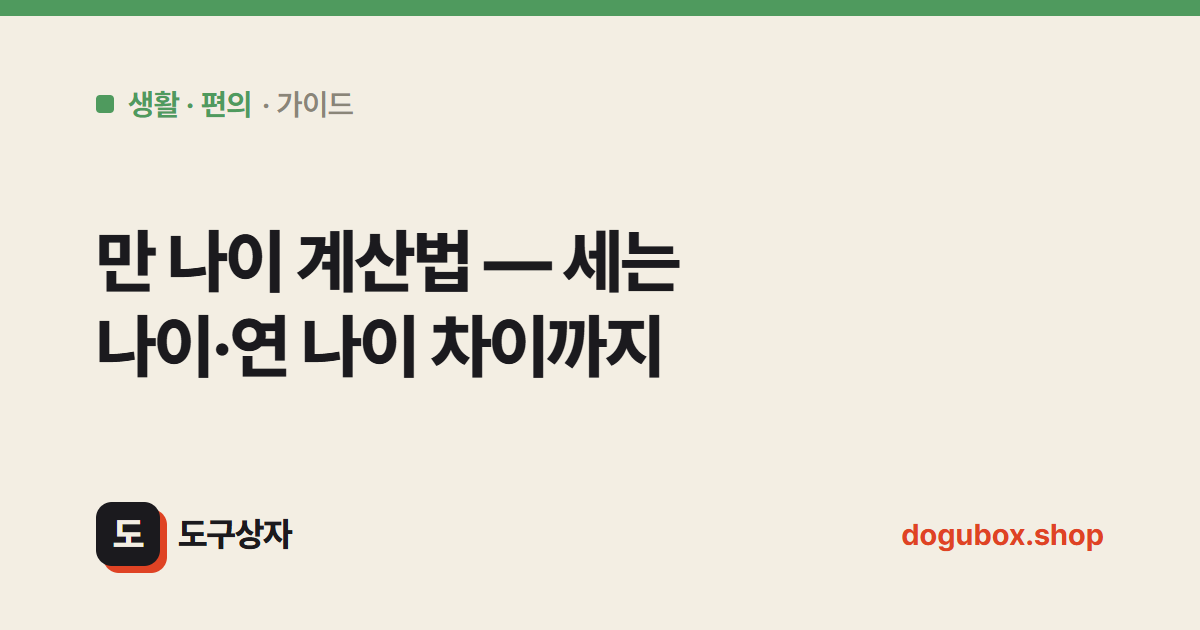 생활 · 편의 · 가이드
만 나이 계산법 — 세는
나이·연 나이 차이까지
도 도구상자
dogubox.shop